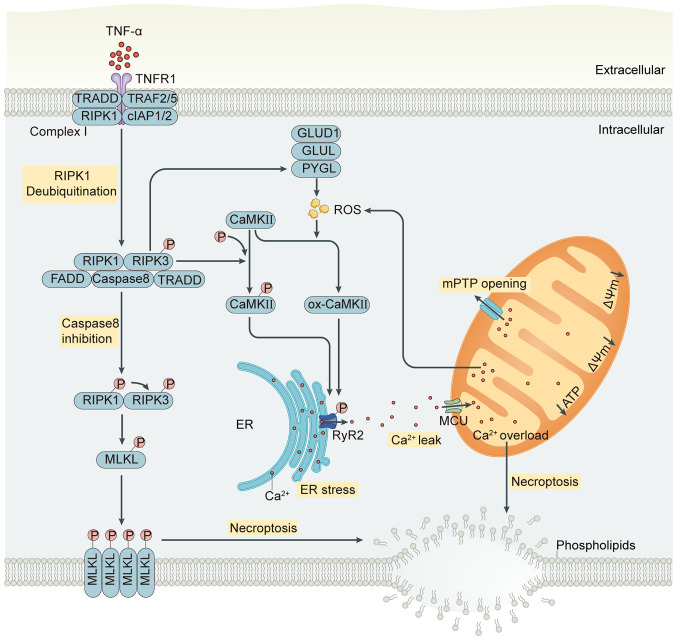 TNF-α
TNFR1
Extracellular
TRADD
TRAF2/5
RIPK1
cIAP1/2
Complex I
Intracellular
GLUD1
GLUL
PYGL
RIPK1
Deubiquitination
ROS
CaMKII
P
P
RIPK1
RIPK3
FADD
Caspase8
TRADD
mPTP opening
ΔΨm
P
CaMKII
ox-CaMKII
Caspase8
inhibition
ΔΨm
P
P
RIPK1
RIPK3
ATP
ER
P
RyR2
MCU
Ca²⁺ leak
Ca²⁺ overload
P
MLKL
ER stress
Ca²⁺
Necroptosis
P
P
P
P
Necroptosis
Phospholipids
MLKL
MLKL
MLKL
MLKL